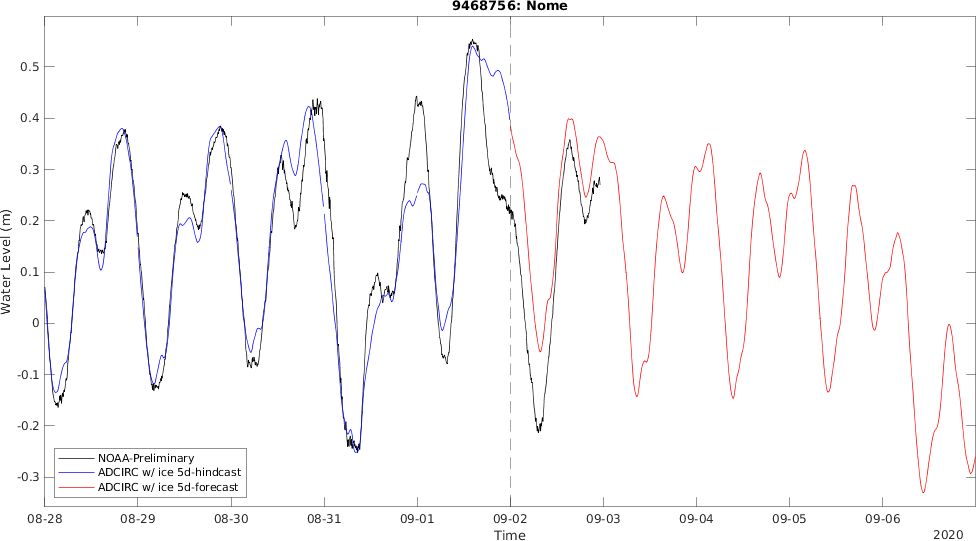 9468756: Nome
Water Level (m)
0.5
0.4
0.3
0.2
0.1
0
-0.1
-0.2
-0.3
NOAA-Preliminary
ADCIRC w/ ice 5d-hindcast
ADCIRC w/ ice 5d-forecast
08-28 08-29 08-30 08-31 09-01 09-02 09-03 09-04 09-05 09-06
Time
2020